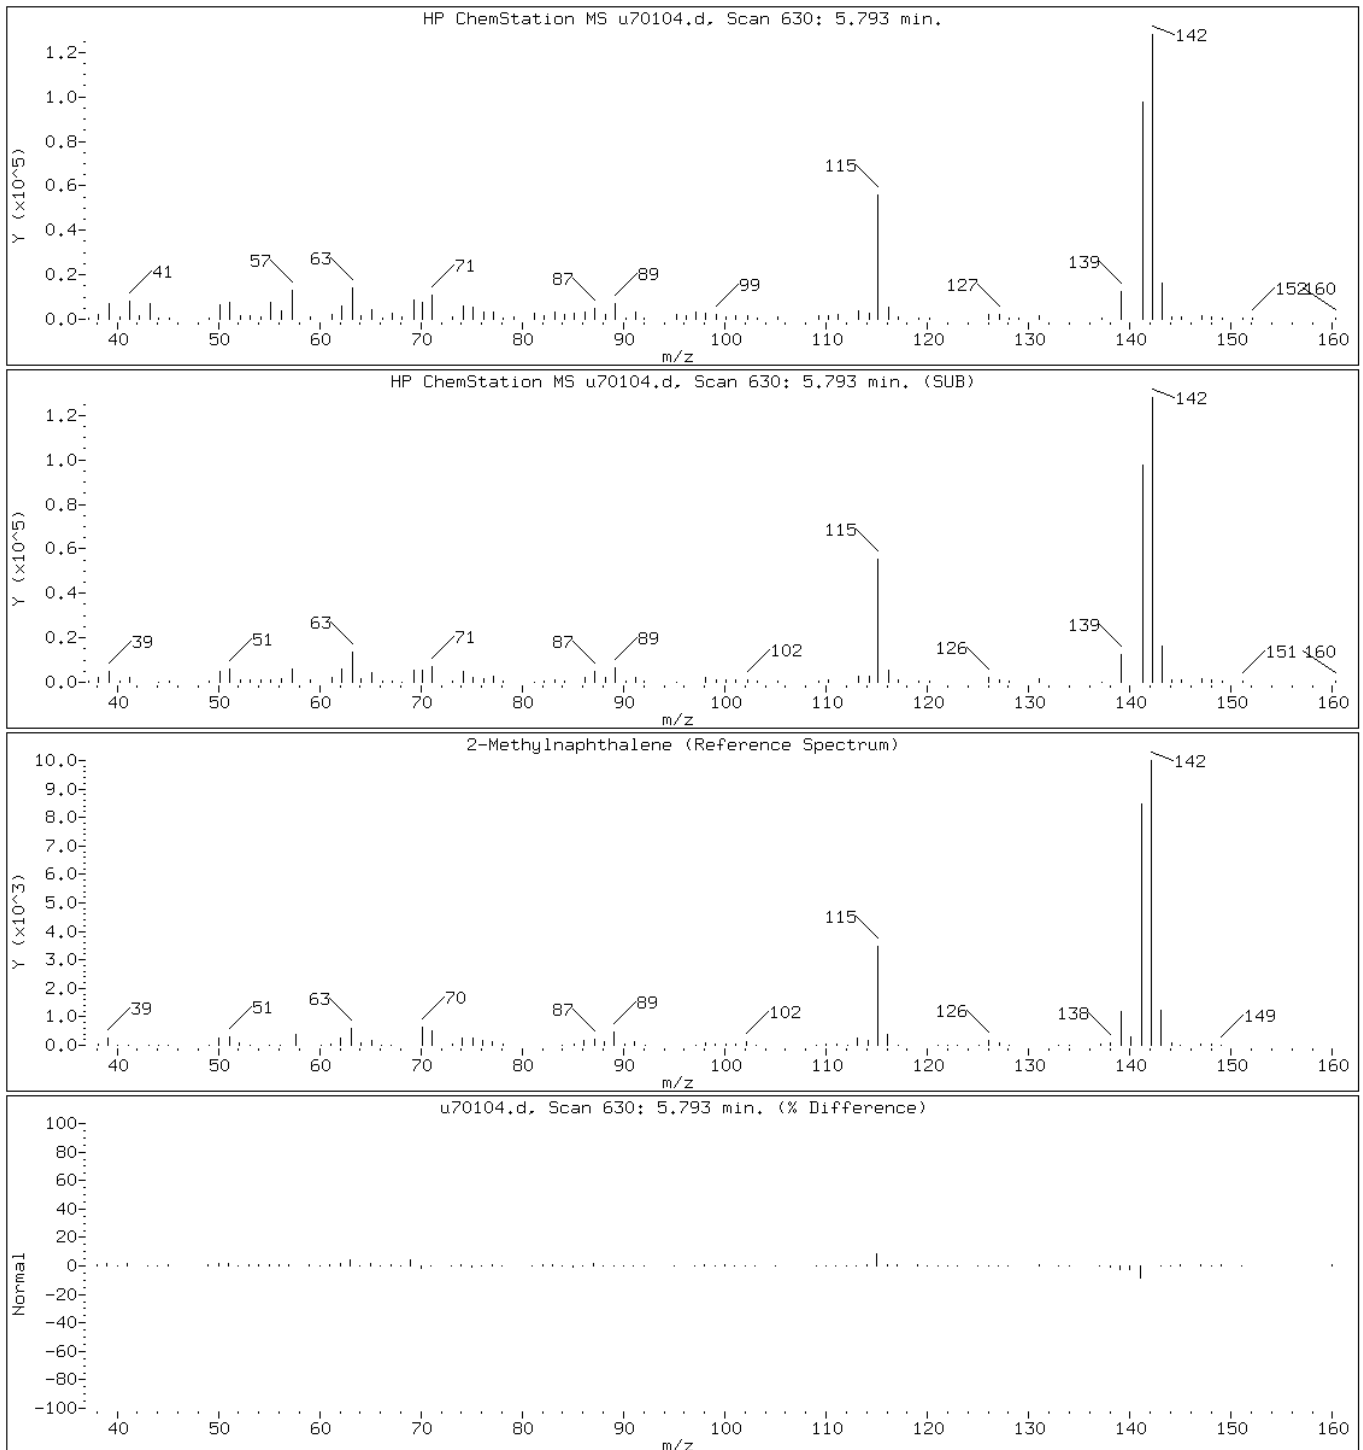 HP ChemStation MS u70104.d, Scan 630: 5.793 min.
142
1.2
1.0
0.8
115
0.6
Y (x10^5)
0.4
41 57 63 71 87 89 99 127 139 152 160
0.2
0.0
40 50 60 70 80 90 100 110 120 130 140 150 160
m/z
HP ChemStation MS u70104.d, Scan 630: 5.793 min. (SUB)
142
1.2
1.0
0.8
115
0.6
Y (x10^5)
0.4
39 51 63 71 87 89 102 126 139 151 160
0.2
0.0
40 50 60 70 80 90 100 110 120 130 140 150 160
m/z
2-Methylnaphthalene (Reference Spectrum)
10.0
142
9.0
8.0
7.0
6.0
5.0
115
4.0
Y (x10^3)
3.0
2.0
39 51 63 70 87 89 102 126 138 149
1.0
0.0
40 50 60 70 80 90 100 110 120 130 140 150 160
m/z
u70104.d, Scan 630: 5.793 min. (% Difference)
100
80
60
40
20
0
Normal
-20
-40
-60
-80
-100
40 50 60 70 80 90 100 110 120 130 140 150 160
m/z